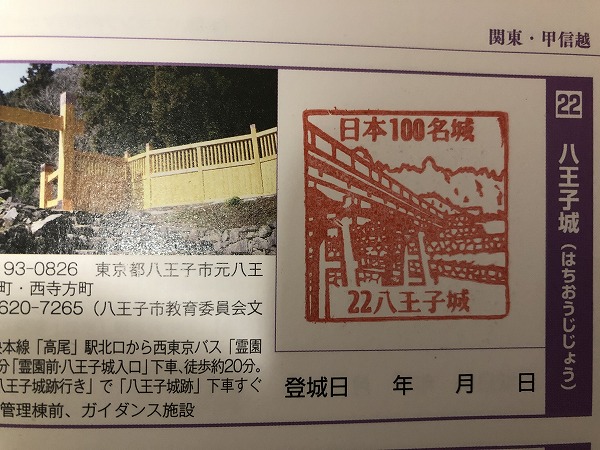 関東・甲信越
22
八王子城(はちおうじじょう)
日本100名城
22八王子城
93-0826 東京都八王子市元八王
町・西寺方町
620-7265(八王子市教育委員会文
央本線「高尾」駅北口から西東京バス「霊園
分「霊園前・八王子城入口」下車、徒歩約20分。
八王子城跡行き」で「八王子城跡」下車すぐ
管理棟前、ガイダンス施設
登城日 年 月 日